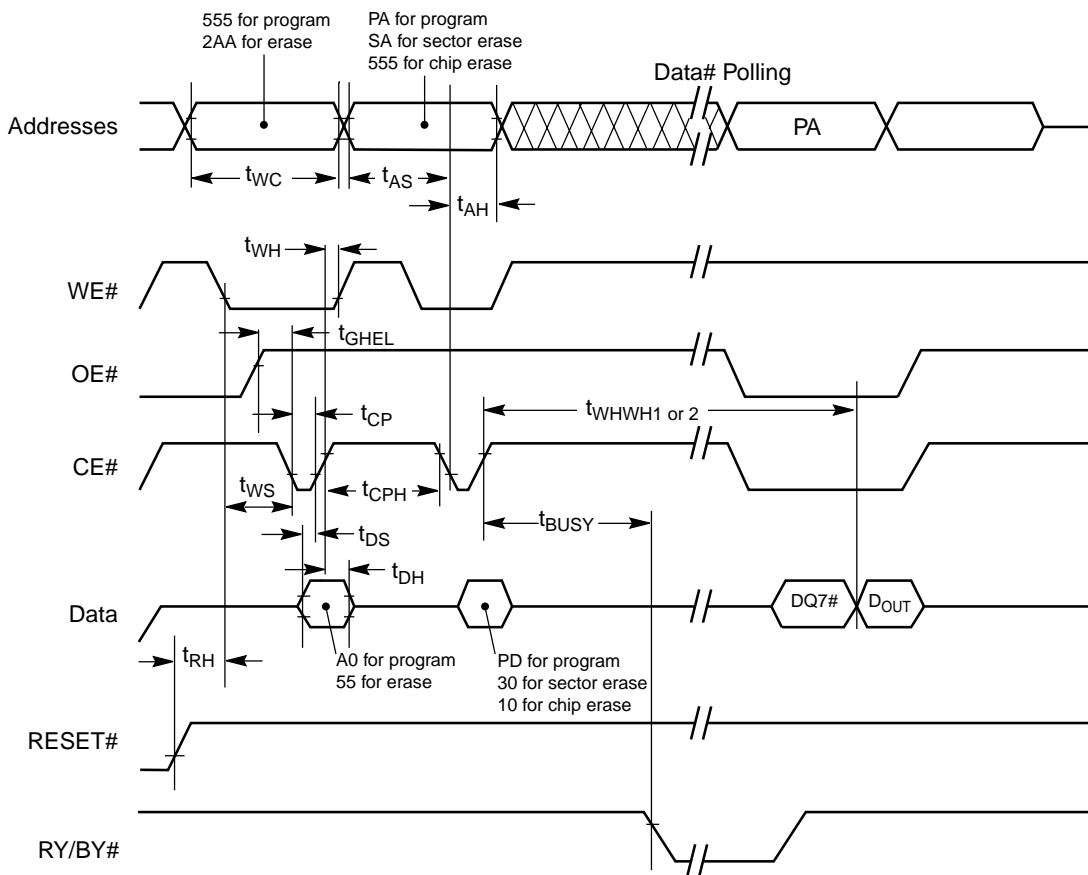 555 for program
2AA for erase
PA for program
SA for sector erase
555 for chip erase
Data# Polling
Addresses
PA
tWC
tAS
tAH
tWH
WE#
tGHEL
OE#
tWHWH1 or 2
tCP
CE#
tWS
tCPH
tBUSY
tDS
tDH
Data
DQ7#
DOUT
tRH
A0 for program
55 for erase
PD for program
30 for sector erase
10 for chip erase
RESET#
RY/BY#